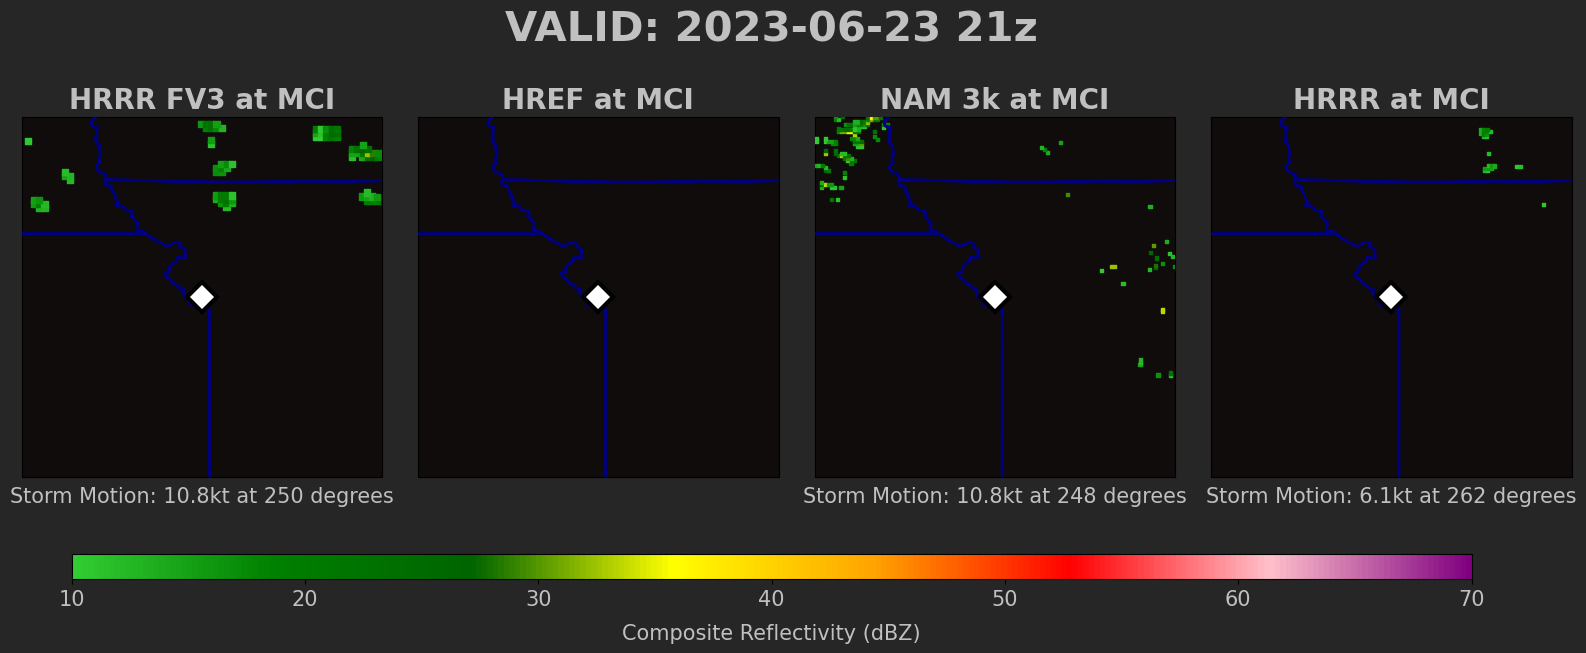 VALID: 2023-06-23 21z
HRRR FV3 at MCI
HREF at MCI
NAM 3k at MCI
HRRR at MCI
Storm Motion: 10.8kt at 250 degrees
Storm Motion: 10.8kt at 248 degrees
Storm Motion: 6.1kt at 262 degrees
10 20 30 40 50 60 70
Composite Reflectivity (dBZ)